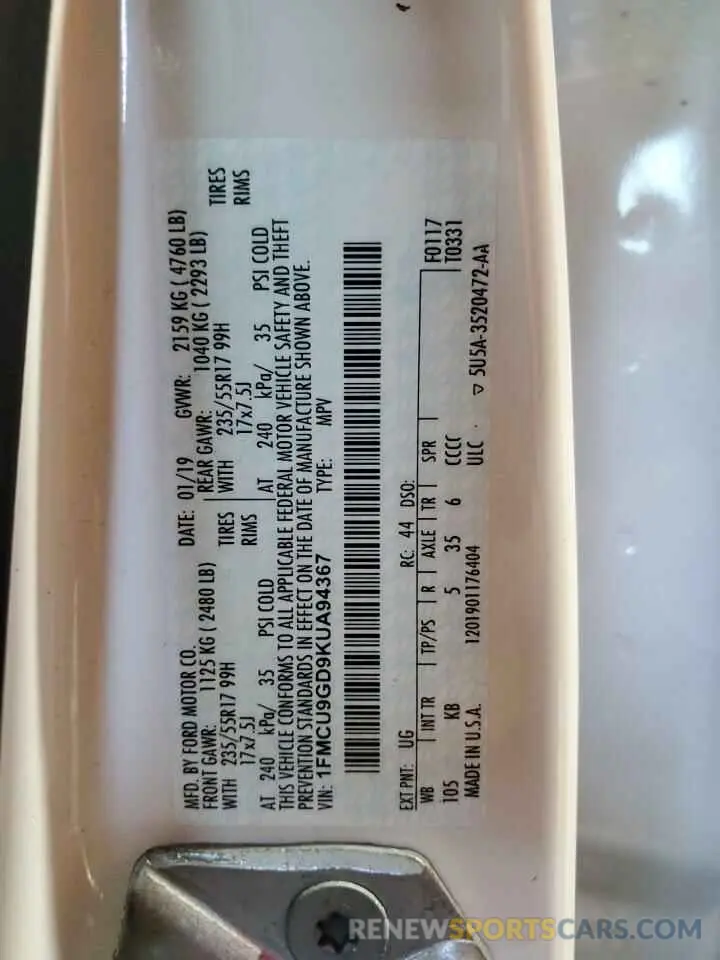 MFD. BY FORD MOTOR CO.
DATE: 01/19 GVWR: 2159 KG ( 4760 LB)
FRONT GAWR: 1125 KG ( 2480 LB)
REAR GAWR: 1040 KG ( 2293 LB)
WITH 235/55R17 99H TIRES
WITH 235/55R17 99H TIRES
17x7.5J RIMS
17x7.5J RIMS
AT 240 kPa/ 35 PSI COLD
AT 240 kPa/ 35 PSI COLD
THIS VEHICLE CONFORMS TO ALL APPLICABLE FEDERAL MOTOR VEHICLE SAFETY AND THEFT
PREVENTION STANDARDS IN EFFECT ON THE DATE OF MANUFACTURE SHOWN ABOVE.
VIN: 1FMCU9GD9KUA94367 TYPE: MPV
EXT PNT: UG RC: 44 DSO: F0117
WB INT TR TP/PS R AXLE TR SPR T0331
105 KB 5 35 6 CCCC
MADE IN U.S.A. 1201901176404 ULC ▽ 5U5A-3520472-AA
RENEWSPORTSCARS.COM